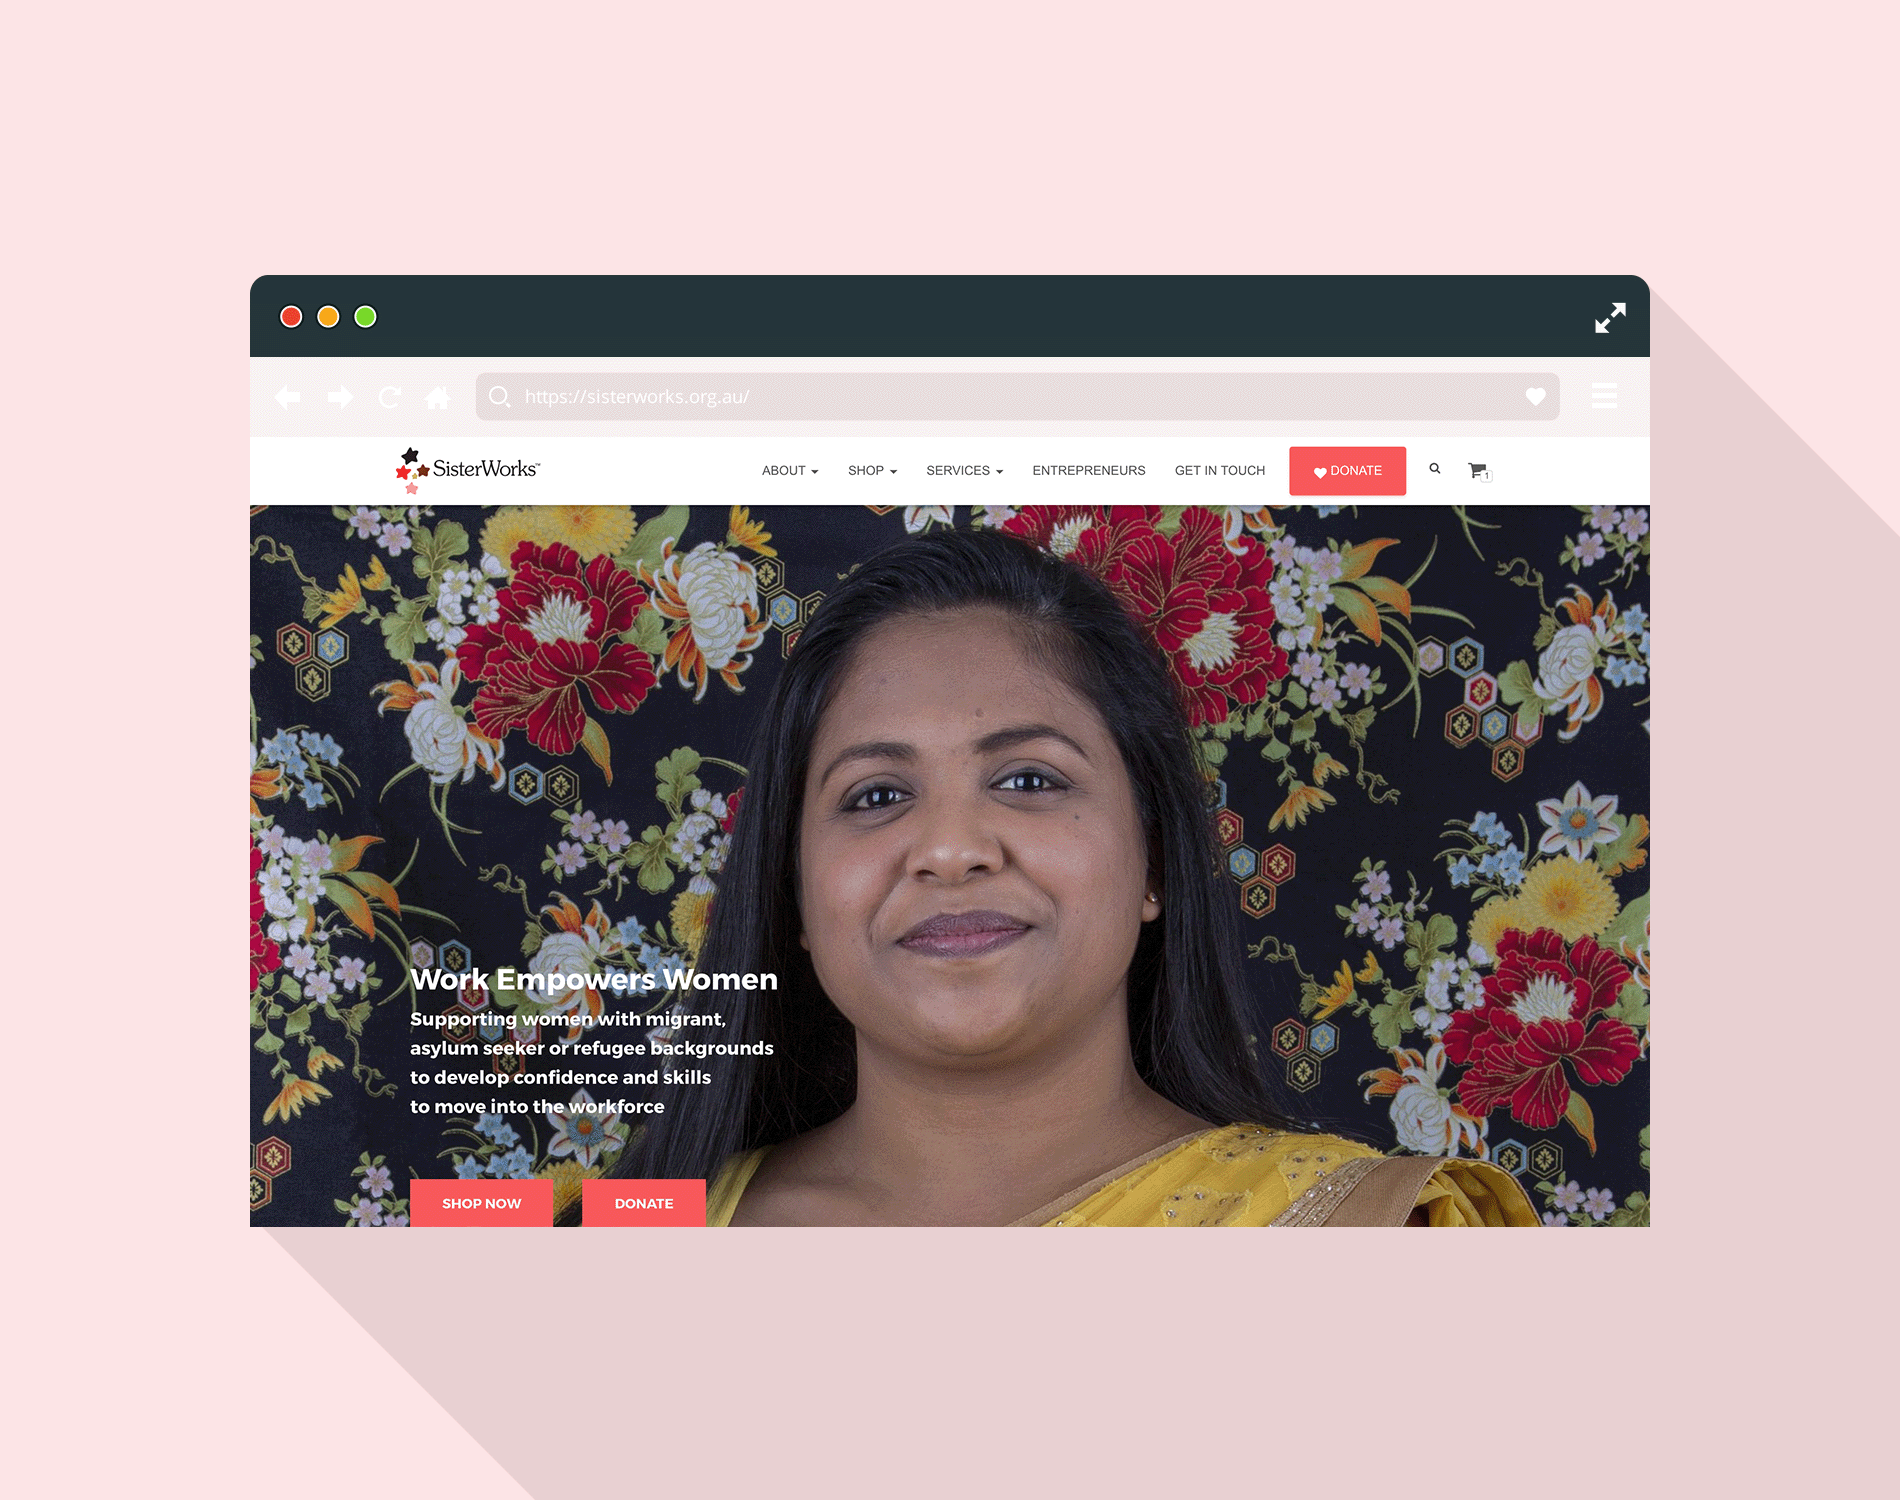 https://sisterworks.org.au/
SisterWorks™
ABOUT
SHOP
SERVICES
ENTREPRENEURS
GET IN TOUCH
DONATE
1
Work Empowers Women
Supporting women with migrant,
asylum seeker or refugee backgrounds
to develop confidence and skills
to move into the workforce
SHOP NOW
DONATE